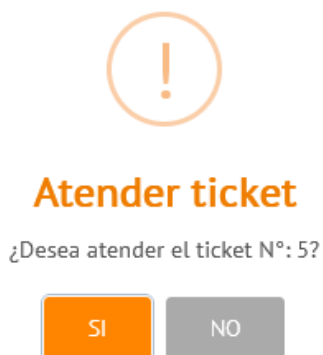 !
Atender ticket
¿Desea atender el ticket N°: 5?
SI
NO